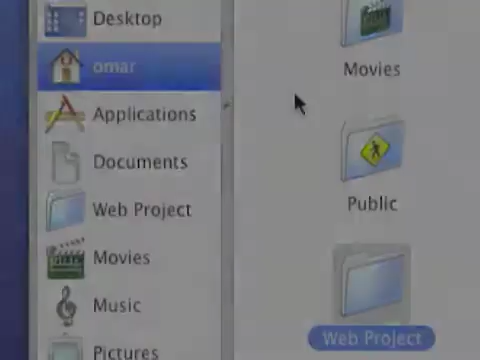 Desktop
omar
Applications
Documents
Web Project
Movies
Music
Pictures
Movies
Public
Web Project